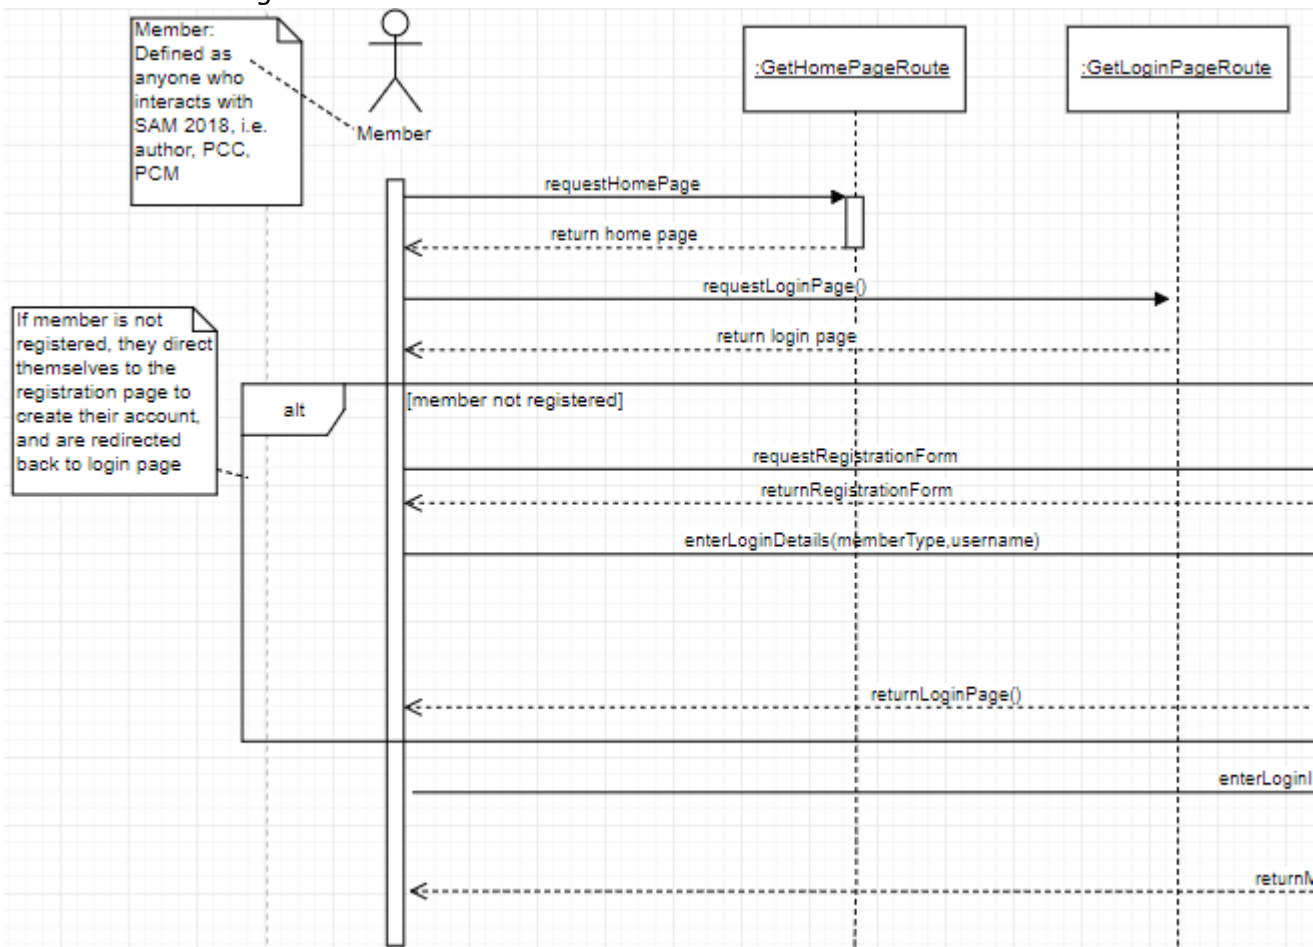 Member:
Defined as
anyone who
interacts with
SAM 2018, i.e.
author, PCC,
PCM
Member
:GetHomePageRoute
:GetLoginPageRoute
requestHomePage
return home page
requestLoginPage()
return login page
If member is not
registered, they direct
themselves to the
registration page to
create their account,
and are redirected
back to login page
alt
[member not registered]
requestRegistrationForm
returnRegistrationForm
enterLoginDetails(memberType,username)
returnLoginPage()